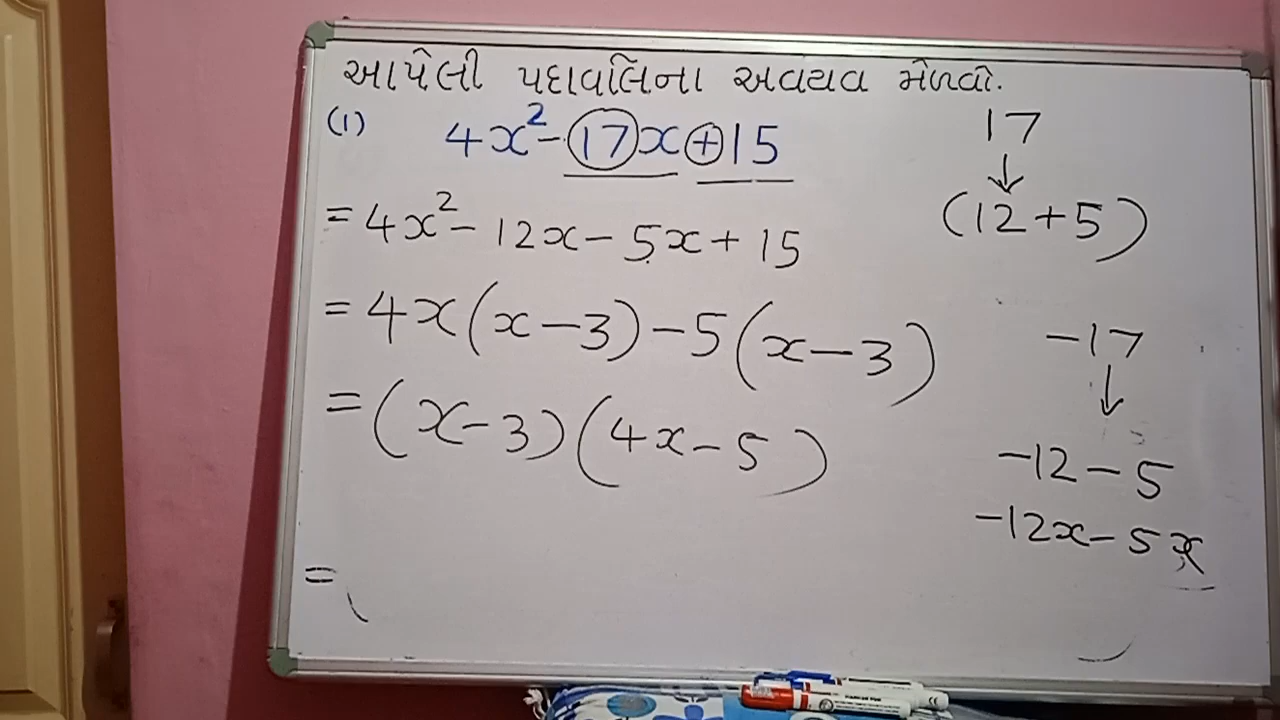 આપેલી પદાવલિના અવયવ મેળવો.
(1) 4x² - 17x + 15
= 4x² - 12x - 5x + 15
= 4x(x - 3) - 5(x - 3)
= (x - 3)(4x - 5)
=
17
↓
(12 + 5)
-17
↓
-12 - 5
-12x - 5x